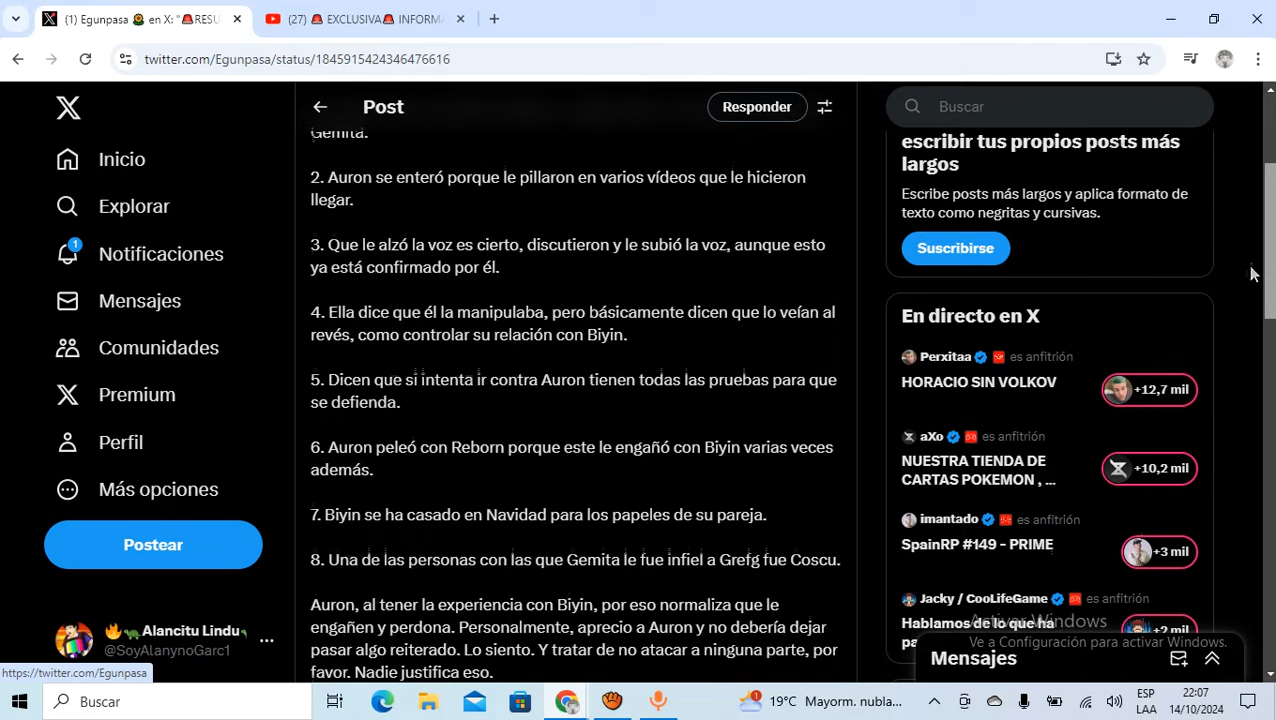 (1) Egunpasa 🌻 en X: "🚨RESU
(27) 🚨 EXCLUSIVA🚨 INFORMA
twitter.com/Egunpasa/status/1845915424346476616
Inicio
Explorar
1
Notificaciones
Mensajes
Comunidades
Premium
Perfil
Más opciones
Postear
🔥🦖Alancitu Lindu
@SoyAlanynoGarc1
https://twitter.com/Egunpasa
Post
Responder
Gemita.
2. Auron se enteró porque le pillaron en varios vídeos que le hicieron
llegar.
3. Que le alzó la voz es cierto, discutieron y le subió la voz, aunque esto
ya está confirmado por él.
4. Ella dice que él la manipulaba, pero básicamente dicen que lo veían al
revés, como controlar su relación con Biyin.
5. Dicen que si intenta ir contra Auron tienen todas las pruebas para que
se defienda.
6. Auron peleó con Reborn porque este le engañó con Biyin varias veces
además.
7. Biyin se ha casado en Navidad para los papeles de su pareja.
8. Una de las personas con las que Gemita le fue infiel a Grefg fue Coscu.
Auron, al tener la experiencia con Biyin, por eso normaliza que le
engañen y perdona. Personalmente, aprecio a Auron y no debería dejar
pasar algo reiterado. Lo siento. Y tratar de no atacar a ninguna parte, por
favor. Nadie justifica eso.
Buscar
escribir tus propios posts más
largos
Escribe posts más largos y aplica formato de
texto como negritas y cursivas.
Suscribirse
En directo en X
Perxitaa es anfitrión
HORACIO SIN VOLKOV
+12,7 mil
aXo es anfitrión
NUESTRA TIENDA DE
CARTAS POKEMON , ...
+10,2 mil
imantado es anfitrión
SpainRP #149 - PRIME
+3 mil
Jacky / CooLifeGame es anfitrión
Hablamos de lo que ha
pa
+2 mil
Activar Windows
Ve a Configuración para activar Windows.
Mensajes
Buscar
1
19°C Mayorm. nubla...
ESP
LAA
22:07
14/10/2024